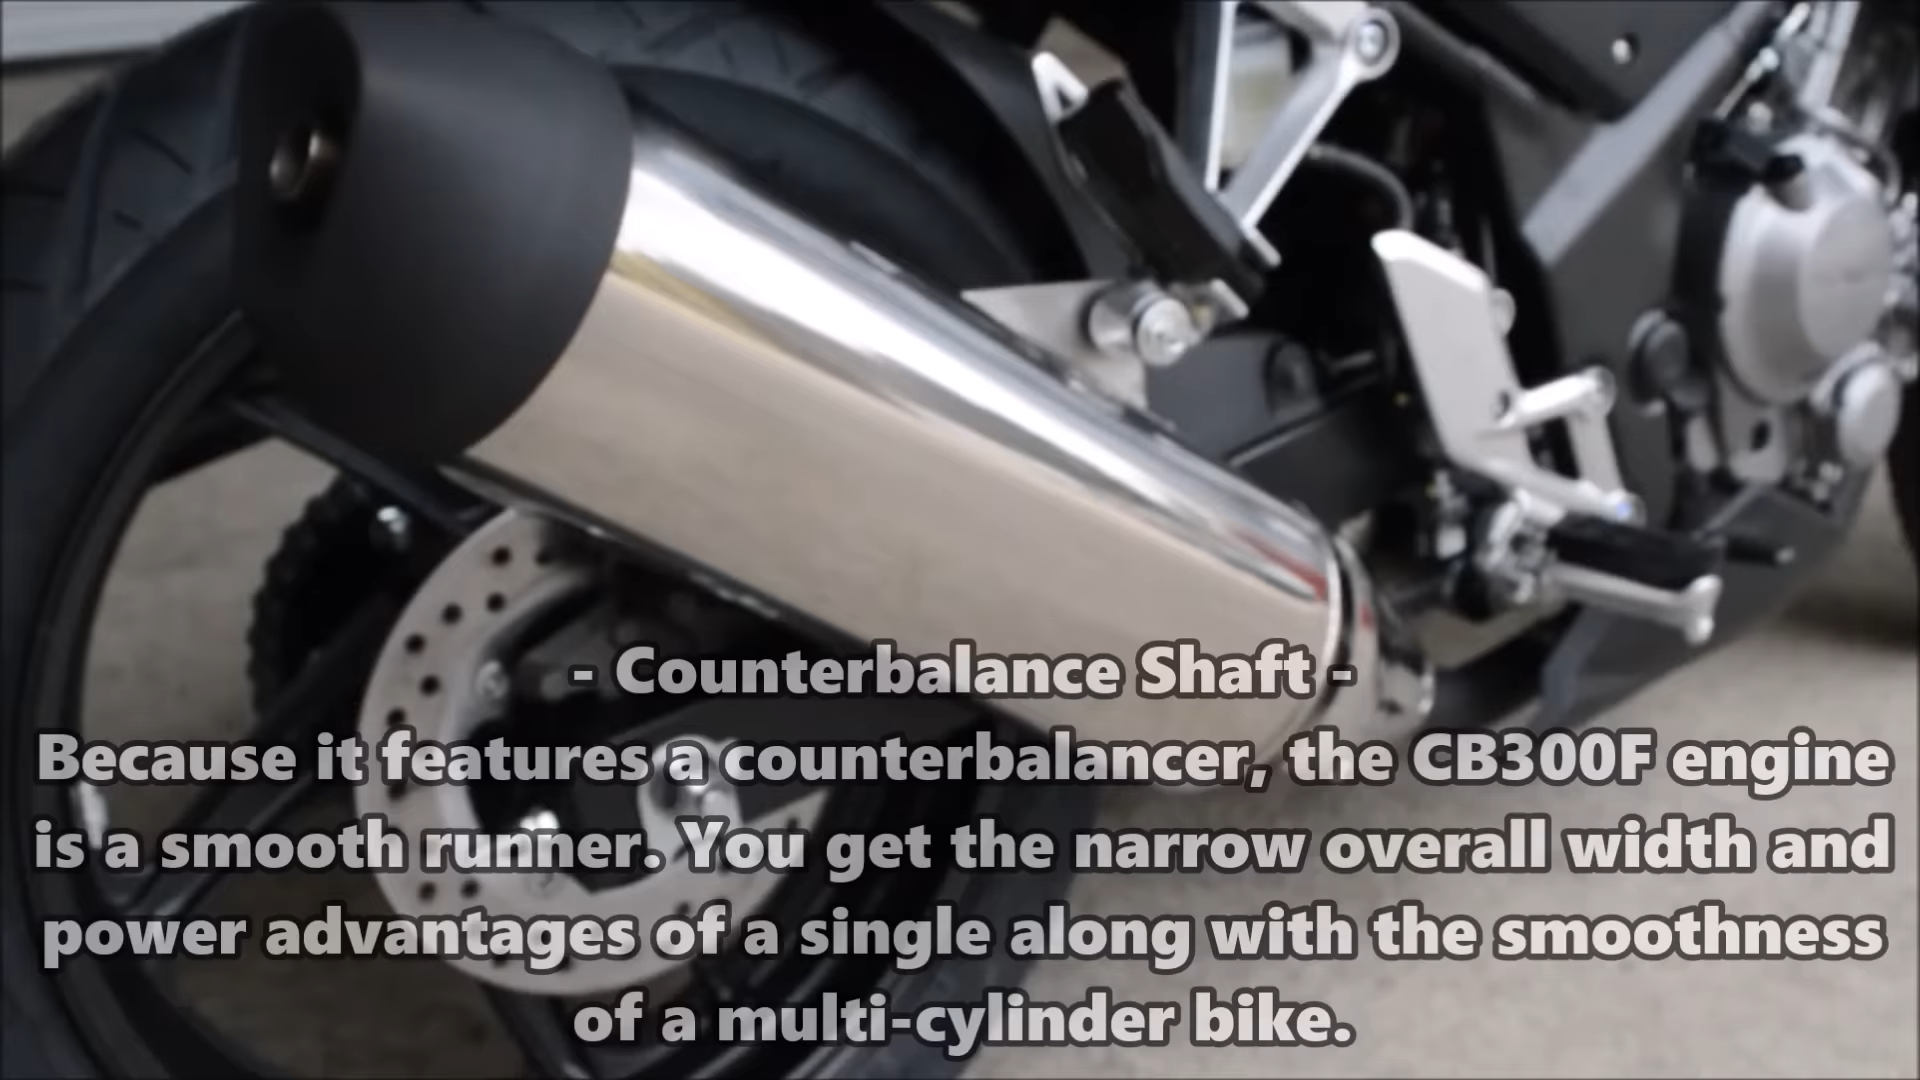 - Counterbalance Shaft -
Because it features a counterbalancer, the CB300F engine
is a smooth runner. You get the narrow overall width and
power advantages of a single along with the smoothness
of a multi-cylinder bike.